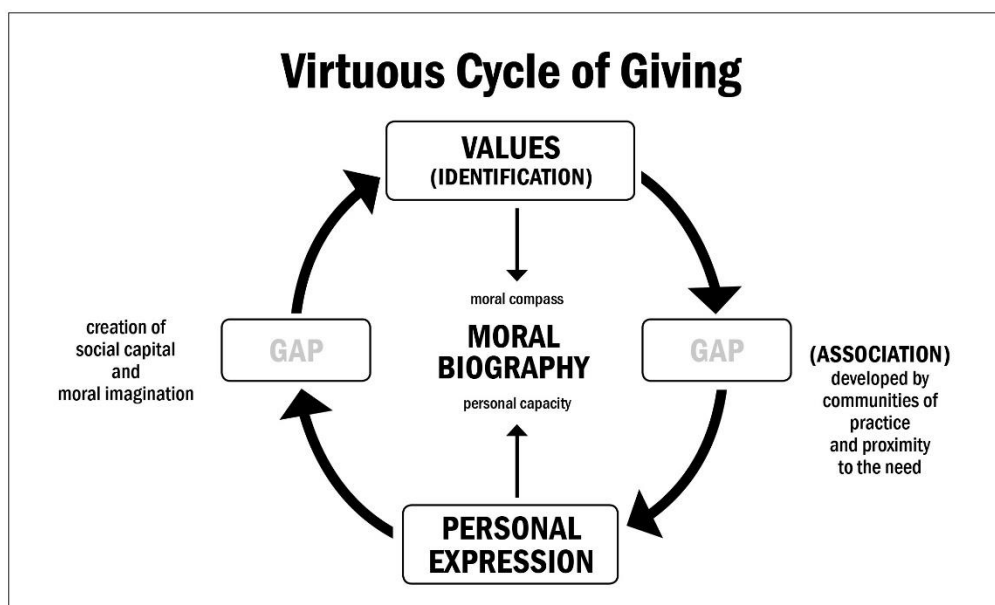 Virtuous Cycle of Giving
VALUES
(IDENTIFICATION)
moral compass
MORAL
BIOGRAPHY
personal capacity
GAP
(ASSOCIATION)
developed by
communities of
practice
and proximity
to the need
PERSONAL
EXPRESSION
GAP
creation of
social capital
and
moral imagination